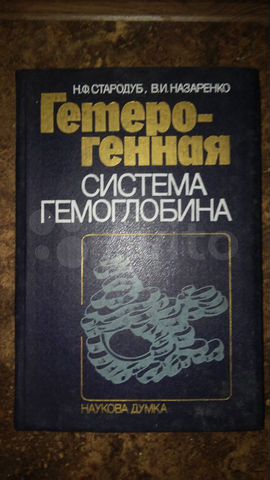 Н.Ф. СТАРОДУБ, В.И. НАЗАРЕНКО
Гетеро-
генная
СИСТЕМА
ГЕМОГЛОБИНА
НАУКОВА ДУМКА